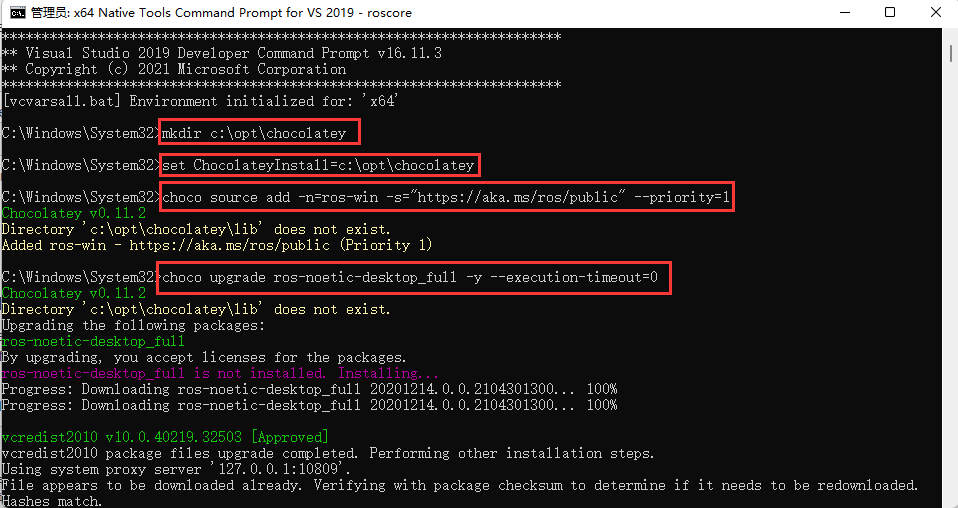 管理员: x64 Native Tools Command Prompt for VS 2019 - roscore
**********************************************************************
** Visual Studio 2019 Developer Command Prompt v16.11.3
** Copyright (c) 2021 Microsoft Corporation
**********************************************************************
[vcvarsall.bat] Environment initialized for: 'x64'
C:\Windows\System32>mkdir c:\opt\chocolatey
C:\Windows\System32>set ChocolateyInstall=c:\opt\chocolatey
C:\Windows\System32>choco source add -n=ros-win -s="https://aka.ms/ros/public" --priority=1
Chocolatey v0.11.2
Directory 'c:\opt\chocolatey\lib' does not exist.
Added ros-win - https://aka.ms/ros/public (Priority 1)
C:\Windows\System32>choco upgrade ros-noetic-desktop_full -y --execution-timeout=0
Chocolatey v0.11.2
Directory 'c:\opt\chocolatey\lib' does not exist.
Upgrading the following packages:
ros-noetic-desktop_full
By upgrading, you accept licenses for the packages.
ros-noetic-desktop_full is not installed. Installing...
Progress: Downloading ros-noetic-desktop_full 20201214.0.0.2104301300... 100%
Progress: Downloading ros-noetic-desktop_full 20201214.0.0.2104301300... 100%
vcredist2010 v10.0.40219.32503 [Approved]
vcredist2010 package files upgrade completed. Performing other installation steps.
Using system proxy server '127.0.0.1:10809'.
File appears to be downloaded already. Verifying with package checksum to determine if it needs to be redownloaded.
Hashes match.